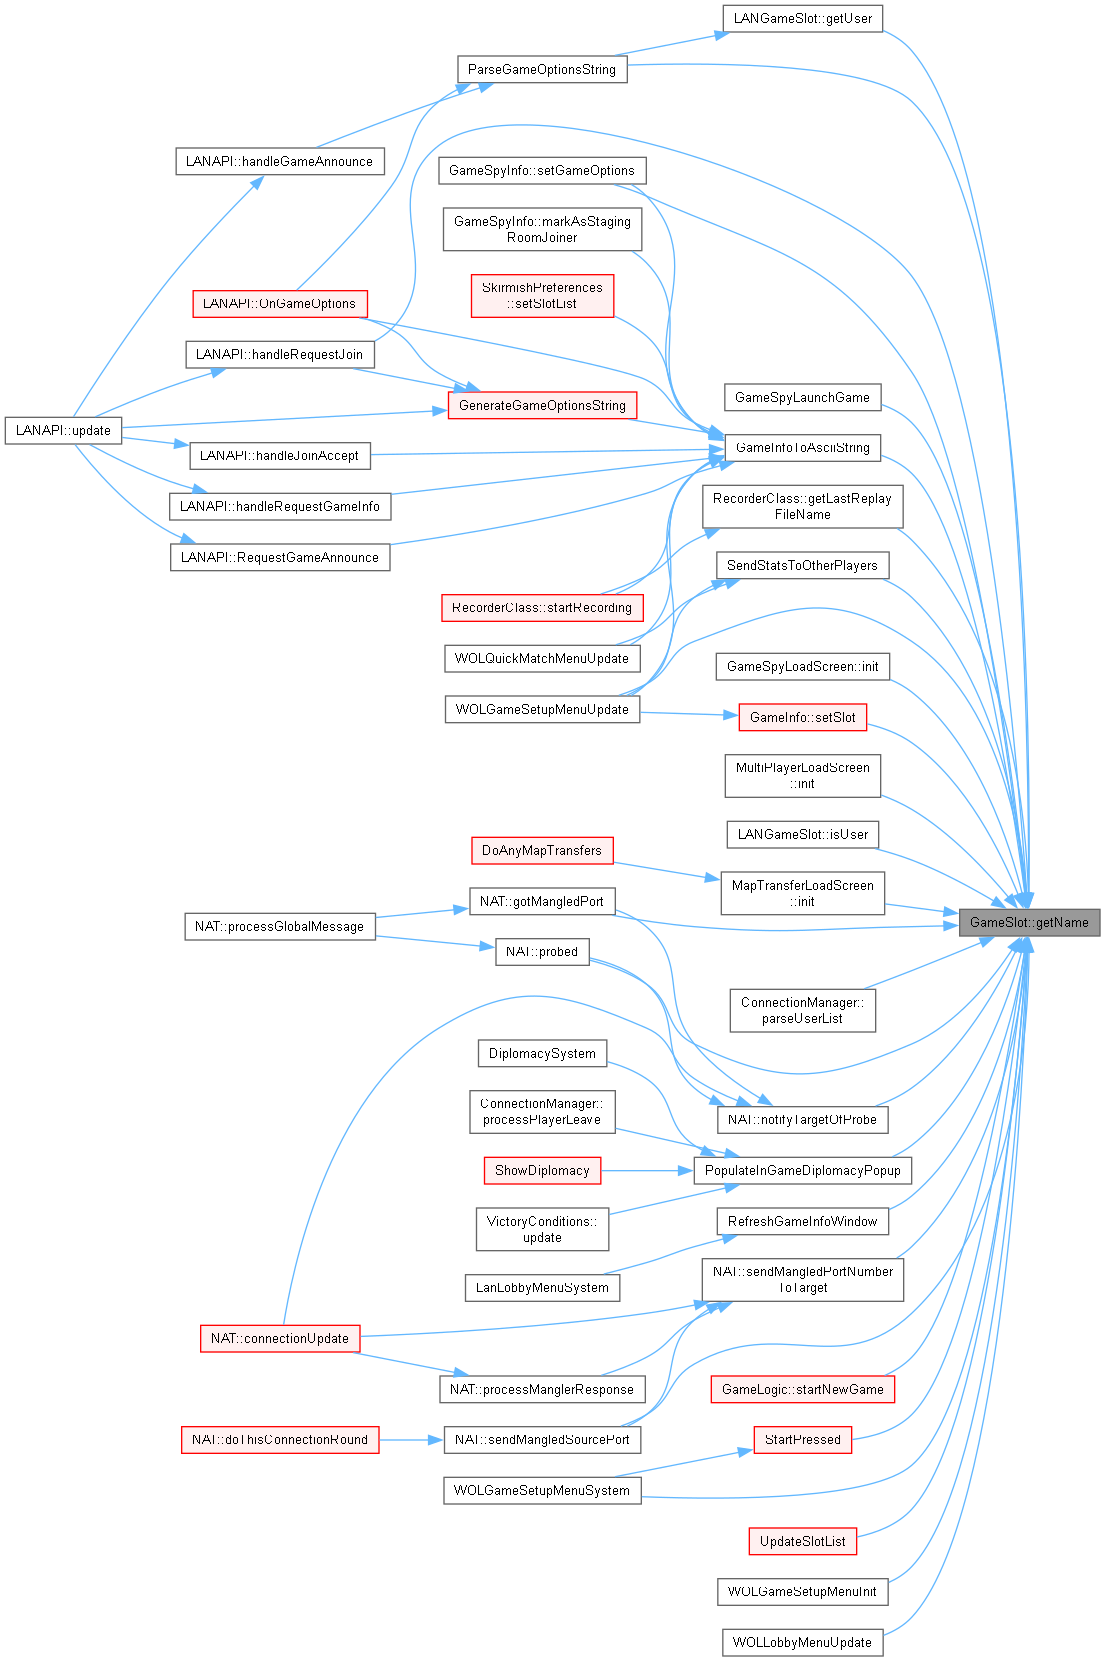 LANGameSlot::getUser
ParseGameOptionsString
LANAPI::handleGameAnnounce
GameSpyInfo::setGameOptions
GameSpyInfo::markAsStaging
RoomJoiner
SkirmishPreferences
::setSlotList
LANAPI::OnGameOptions
LANAPI::handleRequestJoin
GameSpyLaunchGame
GenerateGameOptionsString
LANAPI::update
GameInfoToAsciiString
LANAPI::handleJoinAccept
LANAPI::handleRequestGameInfo
RecorderClass::getLastReplay
FileName
LANAPI::RequestGameAnnounce
SendStatsToOtherPlayers
RecorderClass::startRecording
WOLQuickMatchMenuUpdate
GameSpyLoadScreen::init
WOLGameSetupMenuUpdate
GameInfo::setSlot
MultiPlayerLoadScreen
::init
LANGameSlot::isUser
DoAnyMapTransfers
MapTransferLoadScreen
::init
NAT::gotMangledPort
NAT::processGlobalMessage
GameSlot::getName
NAT::probed
ConnectionManager::
parseUserList
DiplomacySystem
ConnectionManager::
processPlayerLeave
NAT::notifyTargetOfProbe
ShowDiplomacy
PopulateInGameDiplomacyPopup
VictoryConditions::
update
RefreshGameInfoWindow
LanLobbyMenuSystem
NAT::sendMangledPortNumber
ToTarget
NAT::connectionUpdate
NAT::processManglerResponse
GameLogic::startNewGame
NAT::doThisConnectionRound
NAT::sendMangledSourcePort
StartPressed
WOLGameSetupMenuSystem
UpdateSlotList
WOLGameSetupMenuInit
WOLLobbyMenuUpdate